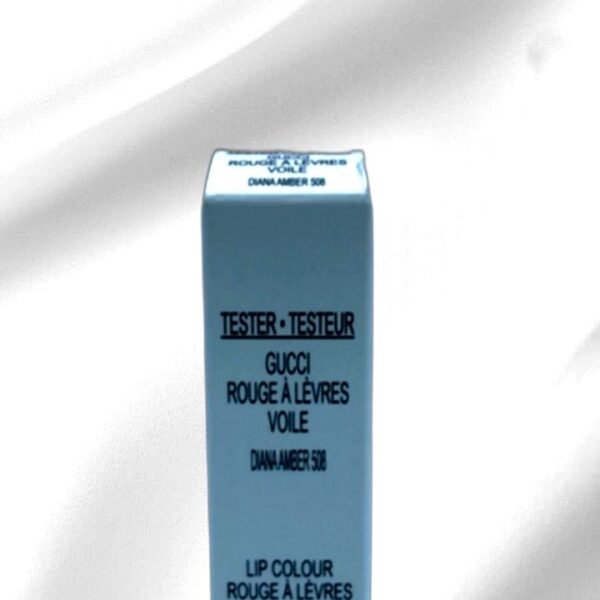 GUCCI
ROUGE À LÈVRES
VOILE
DIANA AMBER 508
TESTER • TESTEUR
GUCCI
ROUGE À LÈVRES
VOILE
DIANA AMBER 508
LIP COLOUR
ROUGE À LÈVRES